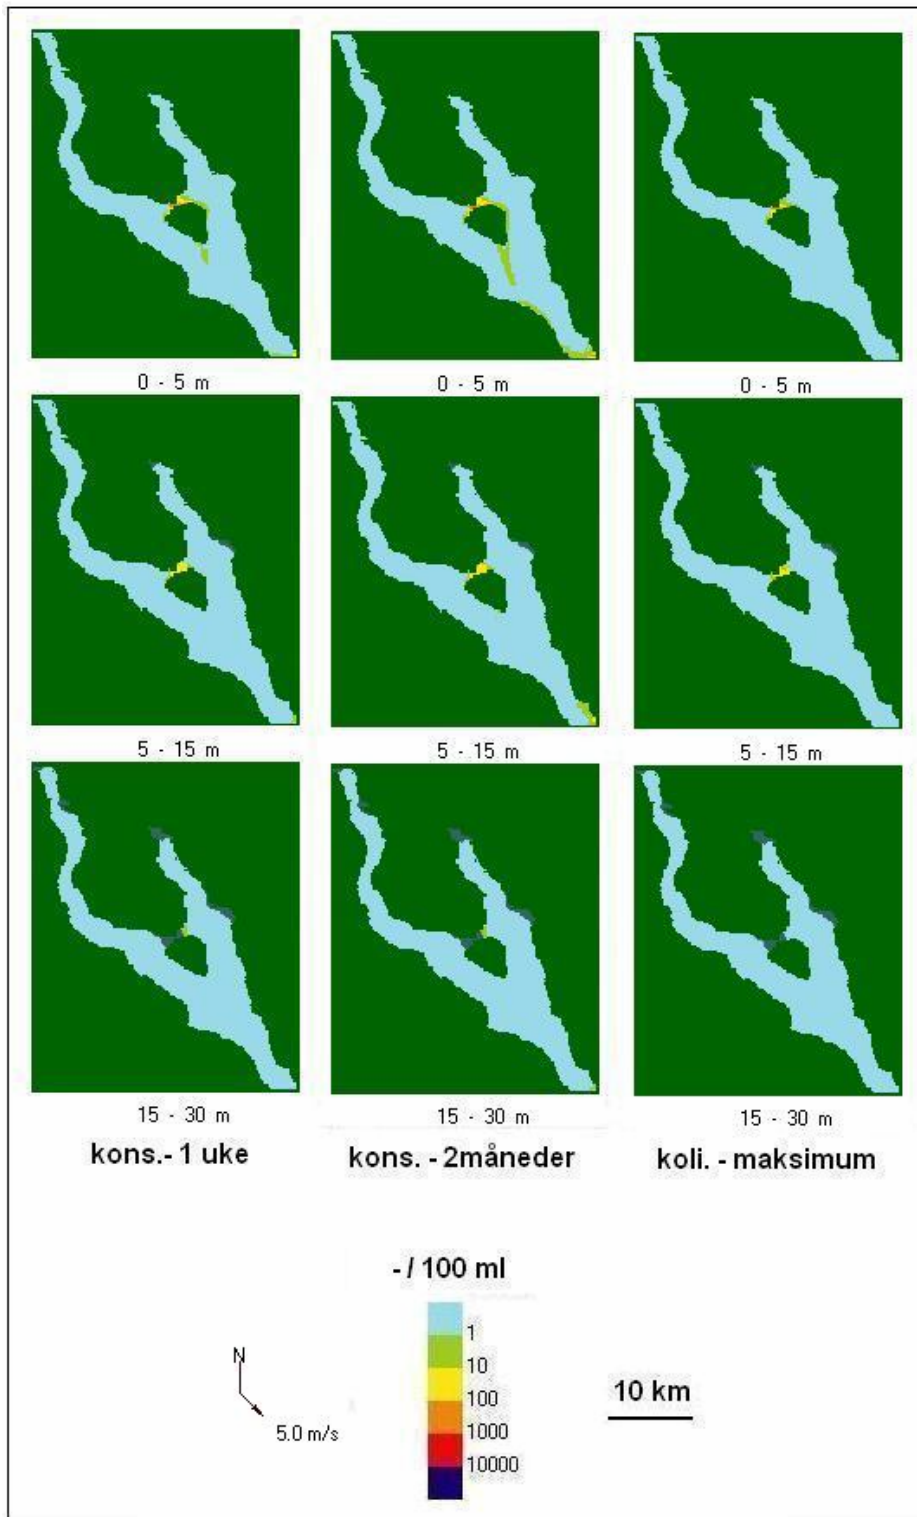 0 - 5 m
0 - 5 m
0 - 5 m
5 - 15 m
5 - 15 m
5 - 15 m
15 - 30 m
15 - 30 m
15 - 30 m
kons.- 1 uke
kons. - 2måneder
koli. - maksimum
- / 100 ml
1
10
100
1000
10000
N
5.0 m/s
10 km